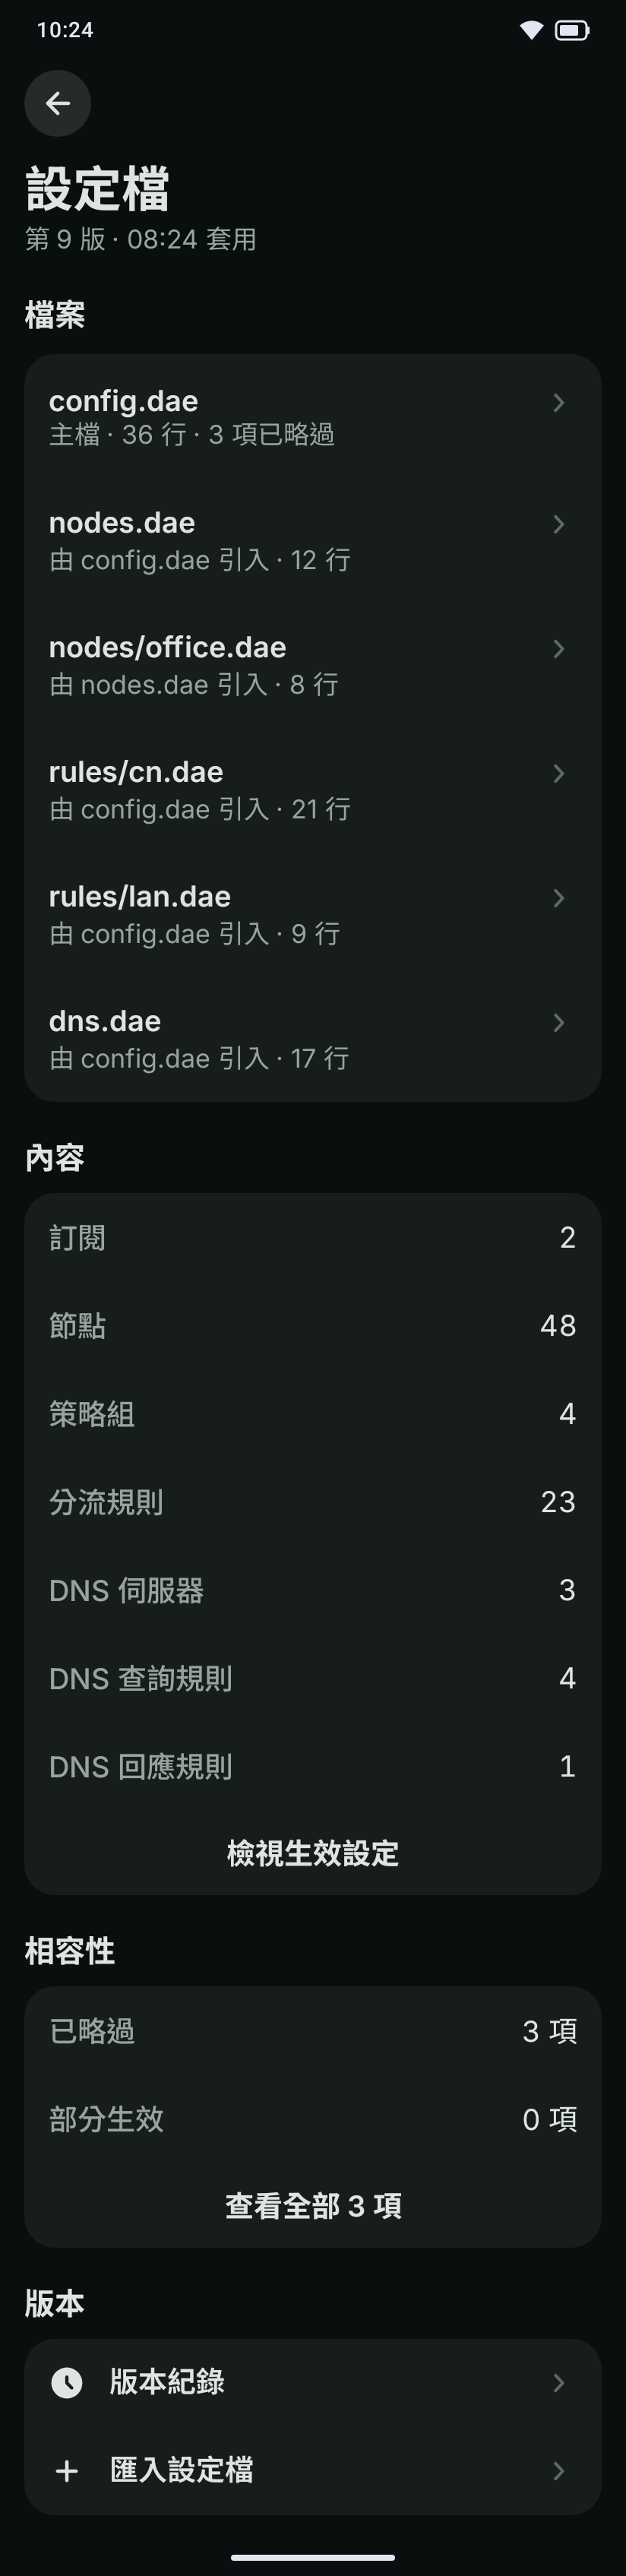 10:24
設定檔
第 9 版 · 08:24 套用
檔案
config.dae
主檔 · 36 行 · 3 項已略過
nodes.dae
由 config.dae 引入 · 12 行
nodes/office.dae
由 nodes.dae 引入 · 8 行
rules/cn.dae
由 config.dae 引入 · 21 行
rules/lan.dae
由 config.dae 引入 · 9 行
dns.dae
由 config.dae 引入 · 17 行
內容
訂閱 2
節點 48
策略組 4
分流規則 23
DNS 伺服器 3
DNS 查詢規則 4
DNS 回應規則 1
檢視生效設定
相容性
已略過 3 項
部分生效 0 項
查看全部 3 項
版本
版本紀錄
匯入設定檔